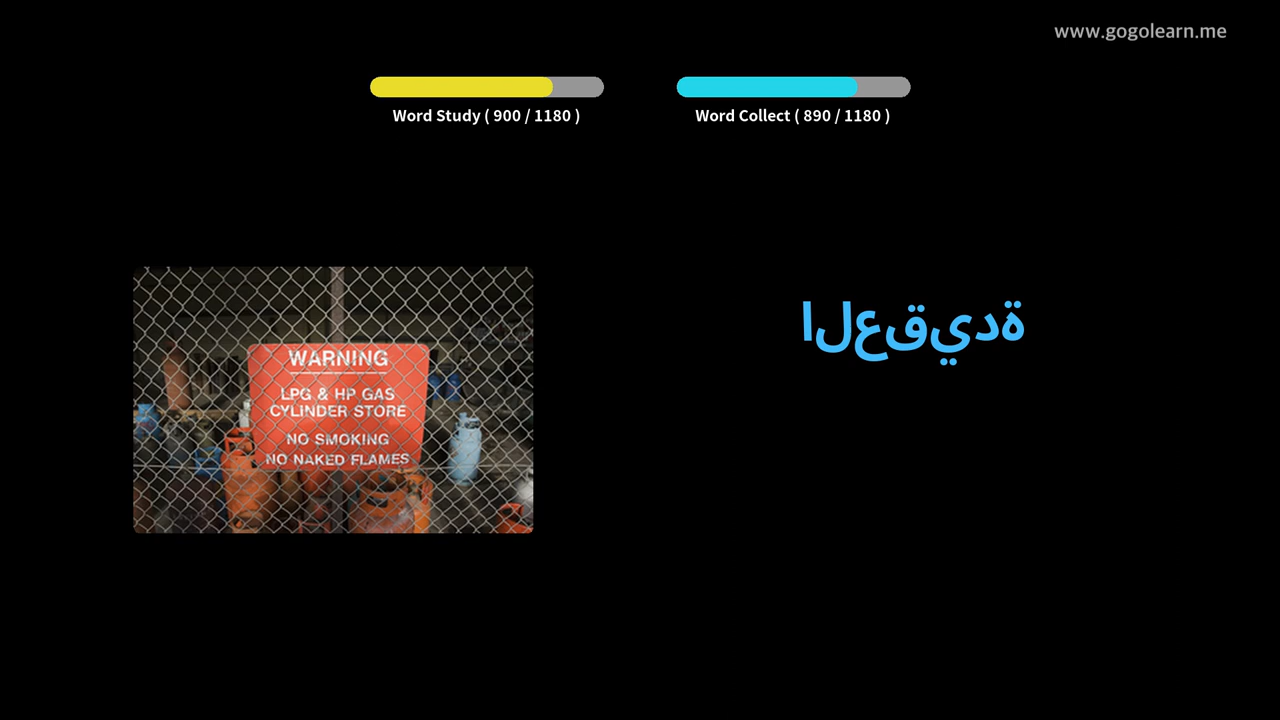 www.gogolearn.me
Word Study ( 900 / 1180 )
Word Collect ( 890 / 1180 )
العقيدة
WARNING
LPG & HP GAS
CYLINDER STORE
NO SMOKING
NO NAKED FLAMES